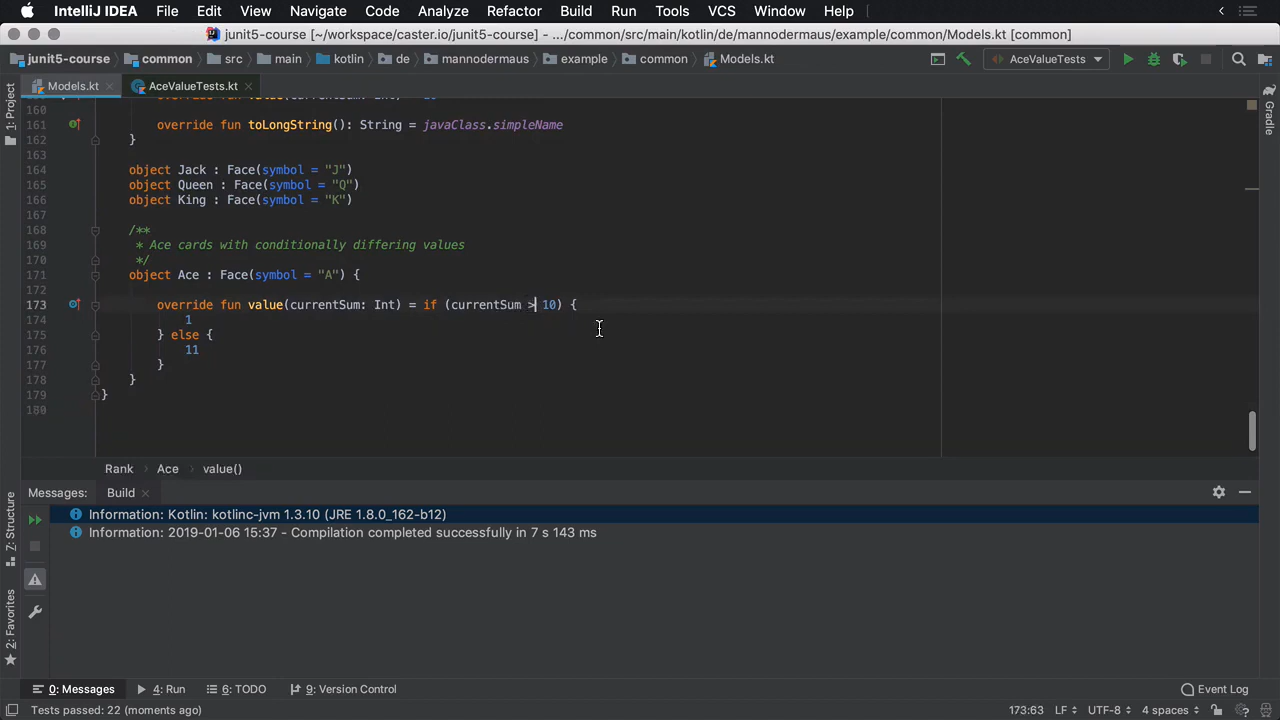 IntelliJ IDEA File Edit View Navigate Code Analyze Refactor Build Run Tools VCS Window Help
junit5-course [~/workspace/caster.io/junit5-course] - .../common/src/main/kotlin/de/mannodermaus/example/common/Models.kt [common]
junit5-course common src main kotlin de mannodermaus example common Models.kt AceValueTests
Models.kt AceValueTests.kt
1: Project
Gradle
160
161 override fun toLongString(): String = javaClass.simpleName
162 }
163
164 object Jack : Face(symbol = "J")
165 object Queen : Face(symbol = "Q")
166 object King : Face(symbol = "K")
167
168 /**
169 * Ace cards with conditionally differing values
170 */
171 object Ace : Face(symbol = "A") {
172
173 override fun value(currentSum: Int) = if (currentSum > 10) {
174 1
175 } else {
176 11
177 }
178 }
179 }
180
Rank Ace value()
Messages: Build
Information: Kotlin: kotlinc-jvm 1.3.10 (JRE 1.8.0_162-b12)
Information: 2019-01-06 15:37 - Compilation completed successfully in 7 s 143 ms
Z: Structure
2: Favorites
0: Messages 4: Run 6: TODO 9: Version Control Event Log
Tests passed: 22 (moments ago) 173:63 LF UTF-8 4 spaces